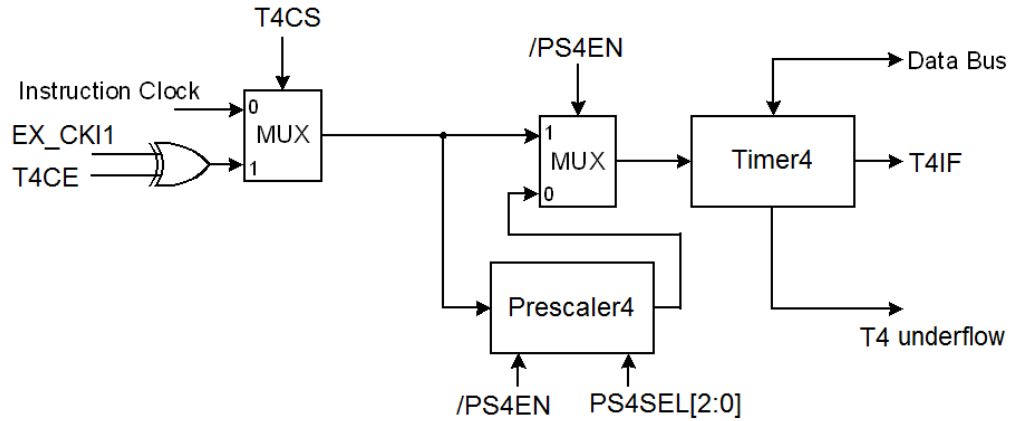 T4CS
/PS4EN
Instruction Clock
0
EX_CKI1
MUX
T4CE
1
1
MUX
0
Timer4
Data Bus
T4IF
Prescaler4
T4 underflow
/PS4EN
PS4SEL[2:0]